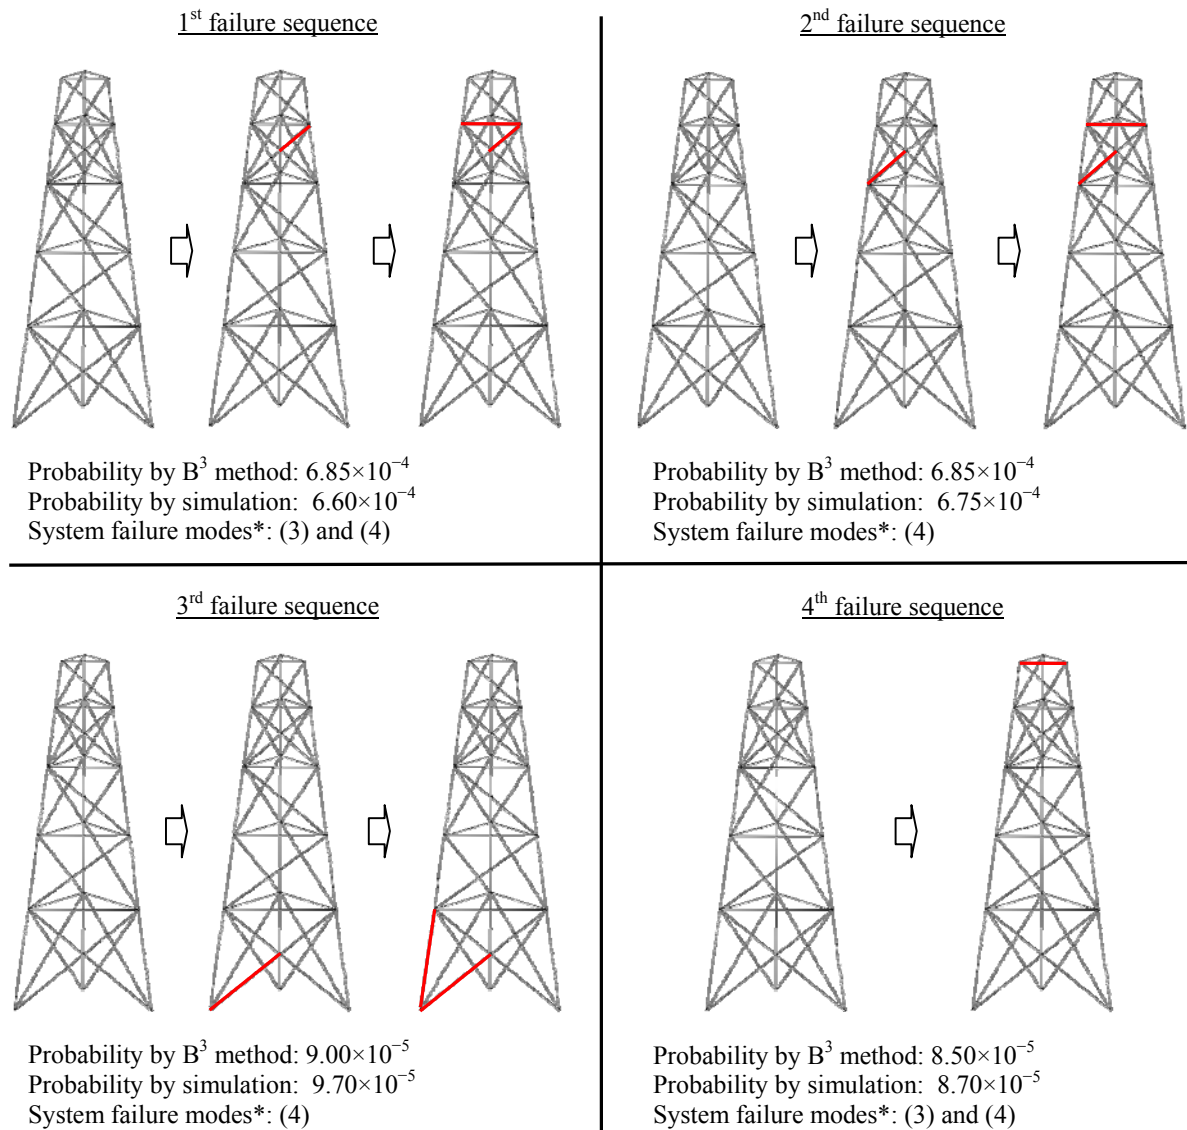 1st failure sequence
Probability by B³ method: 6.85×10⁻⁴
Probability by simulation: 6.60×10⁻⁴
System failure modes*: (3) and (4)
2nd failure sequence
Probability by B³ method: 6.85×10⁻⁴
Probability by simulation: 6.75×10⁻⁴
System failure modes*: (4)
3rd failure sequence
Probability by B³ method: 9.00×10⁻⁵
Probability by simulation: 9.70×10⁻⁵
System failure modes*: (4)
4th failure sequence
Probability by B³ method: 8.50×10⁻⁵
Probability by simulation: 8.70×10⁻⁵
System failure modes*: (3) and (4)